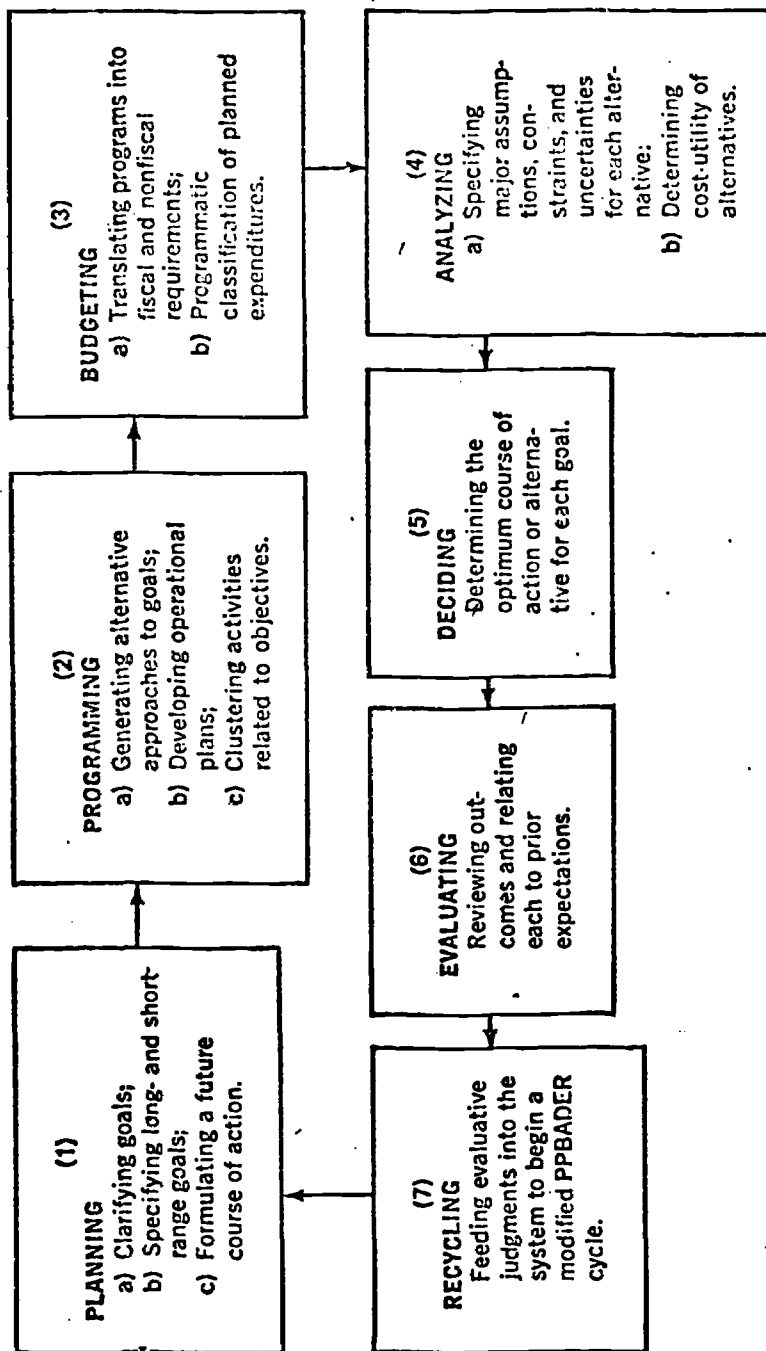 (1)
PLANNING
a) Clarifying goals;
b) Specifying long- and short-
range goals;
c) Formulating a future
course of action.
(2)
PROGRAMMING
a) Generating alternative
approaches to goals;
b) Developing operational
plans;
c) Clustering activities
related to objectives.
(3)
BUDGETING
a) Translating programs into
fiscal and nonfiscal
requirements;
b) Programmatic
classification of planned
expenditures.
(4)
ANALYZING
a) Specifying
major assump-
tions, con-
straints, and
uncertainties
for each alter-
native;
b) Determining
cost-utility of
alternatives.
(5)
DECIDING
Determining the
optimum course of
action or alterna-
tive for each goal.
(6)
EVALUATING
Reviewing out-
comes and relating
each to prior
expectations.
(7)
RECYCLING
Feeding evaluative
judgments into the
system to begin a
modified PPBADER
cycle.